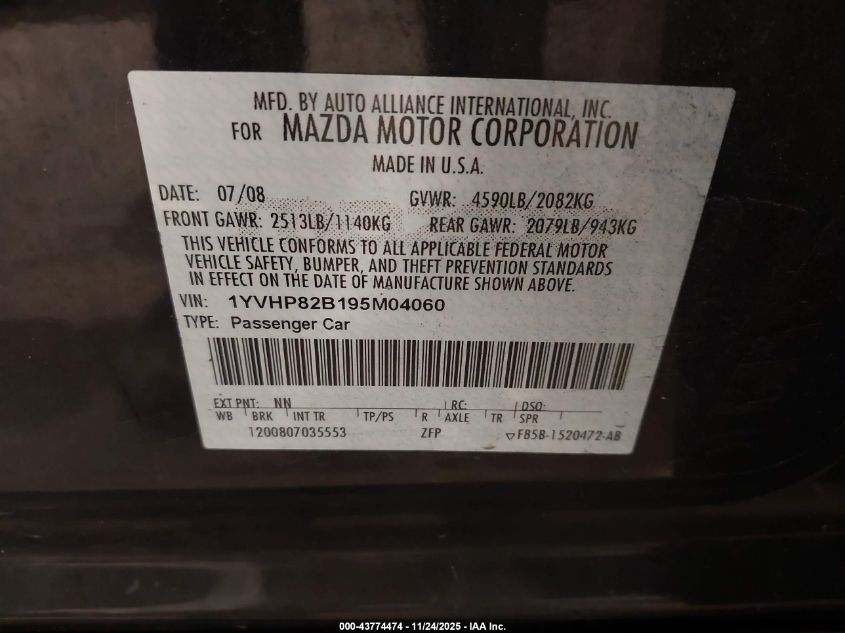 MFD. BY AUTO ALLIANCE INTERNATIONAL, INC.
FOR MAZDA MOTOR CORPORATION
MADE IN U.S.A.
DATE: 07/08 GVWR: 4590LB/2082KG
FRONT GAWR: 2513LB/1140KG REAR GAWR: 2079LB/943KG
THIS VEHICLE CONFORMS TO ALL APPLICABLE FEDERAL MOTOR
VEHICLE SAFETY, BUMPER, AND THEFT PREVENTION STANDARDS
IN EFFECT ON THE DATE OF MANUFACTURE SHOWN ABOVE.
VIN: 1YVHP82B195M04060
TYPE: Passenger Car
EXT PNT: NN RC: DSO:
WB BRK INT TR TP/PS R AXLE TR SPR
1200807035553 ZFP ▽FB5B-1520472-AB
000-43774474 - 11/24/2025 - IAA Inc.